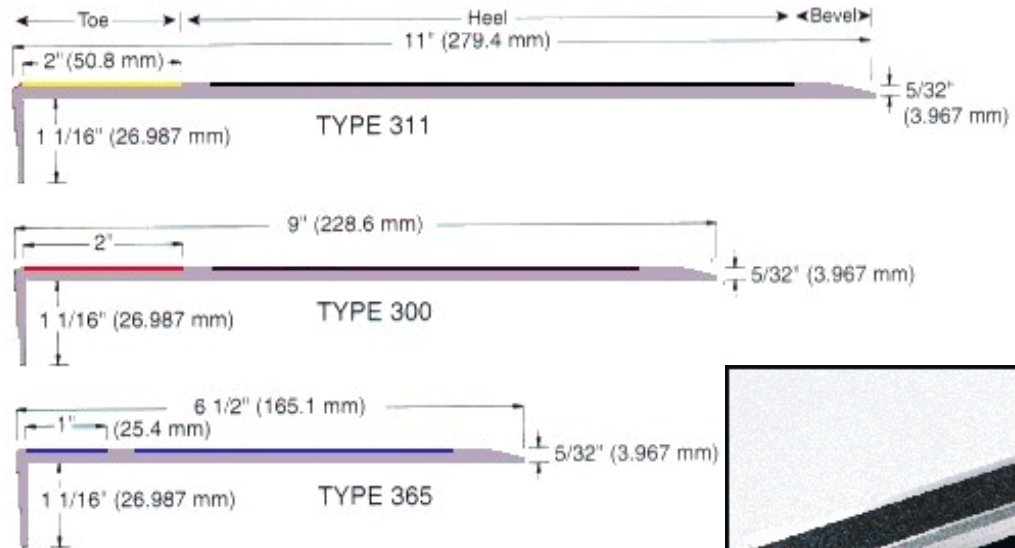 Toe Heel Bevel
11" (279.4 mm)
2" (50.8 mm)
5/32"
(3.967 mm)
1 1/16" (26.987 mm)
TYPE 311
9" (228.6 mm)
2"
5/32" (3.967 mm)
1 1/16" (26.987 mm)
TYPE 300
6 1/2" (165.1 mm)
1" (25.4 mm)
5/32" (3.967 mm)
1 1/16" (26.987 mm)
TYPE 365